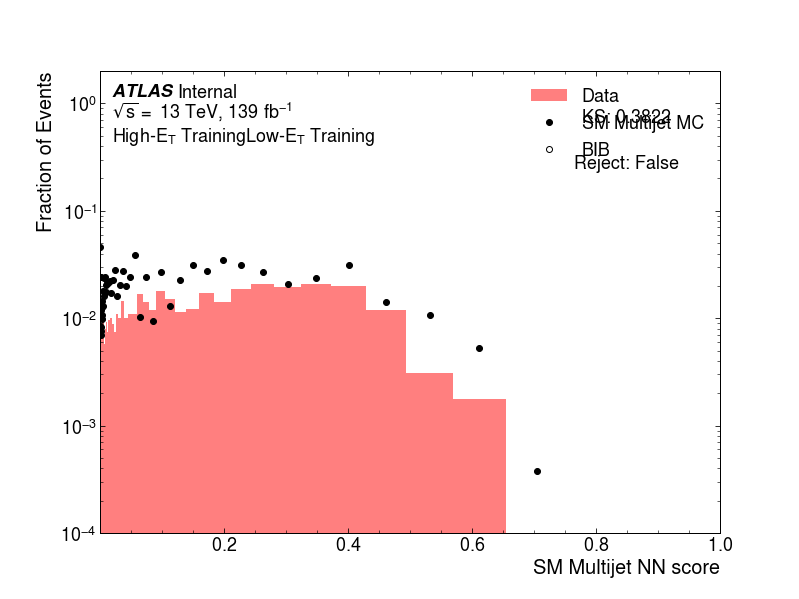 ATLAS Internal
√s = 13 TeV, 139 fb⁻¹
High-E_T TrainingLow-E_T Training
Data
KS: 0.3822
SM Multijet MC
BIB
Reject: False
Fraction of Events
10⁰
10⁻¹
10⁻²
10⁻³
10⁻⁴
0.2 0.4 0.6 0.8 1.0
SM Multijet NN score